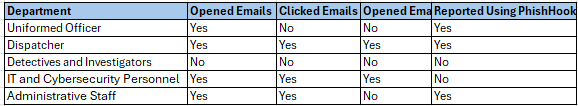 Department Opened Emails Clicked Emails Opened Ema Reported Using PhishHook
Uniformed Officer Yes No No Yes
Dispatcher Yes Yes Yes Yes
Detectives and Investigators No No No No
IT and Cybersecurity Personnel Yes Yes Yes No
Administrative Staff Yes Yes No Yes